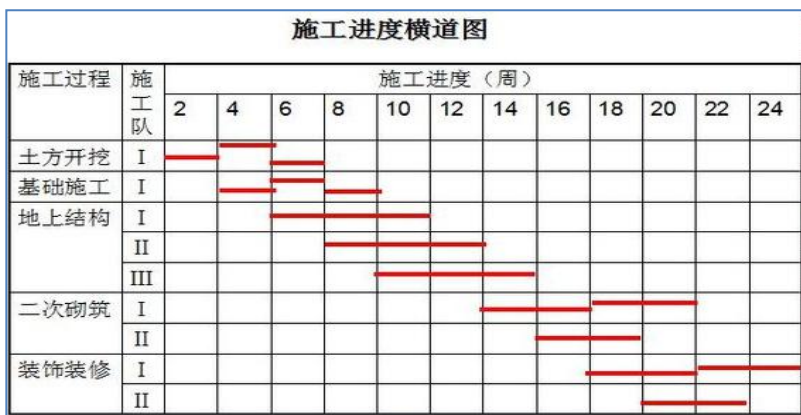 施工进度横道图
施工过程 施工队 施工进度（周）
2 4 6 8 10 12 14 16 18 20 22 24
土方开挖 I
基础施工 I
地上结构 I
II
III
二次砌筑 I
II
装饰装修 I
II